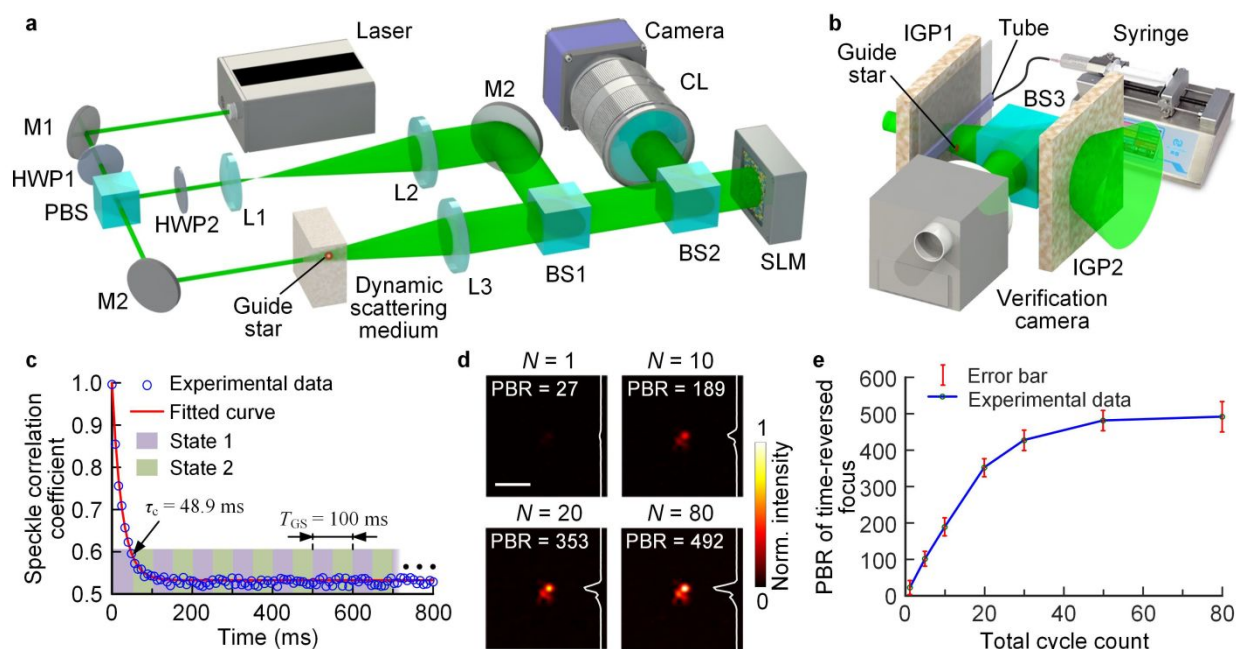 a
Laser
Camera
CL
M2
M1
HWP1
PBS
HWP2
L1
L2
M2
Guide
star
Dynamic
scattering
medium
L3
BS1
BS2
SLM
b
IGP1
Tube
Syringe
Guide
star
BS3
IGP2
Verification
camera
c
Speckle correlation
coefficient
1.0
0.9
0.8
0.7
0.6
0.5
Experimental data
Fitted curve
State 1
State 2
τc = 48.9 ms
TGS = 100 ms
0 200 400 600 800
Time (ms)
d
N = 1
PBR = 27
N = 10
PBR = 189
N = 20
PBR = 353
N = 80
PBR = 492
1
Norm. intensity
0
e
PBR of time-reversed
focus
600
500
400
300
200
100
0
Error bar
Experimental data
0 20 40 60 80
Total cycle count